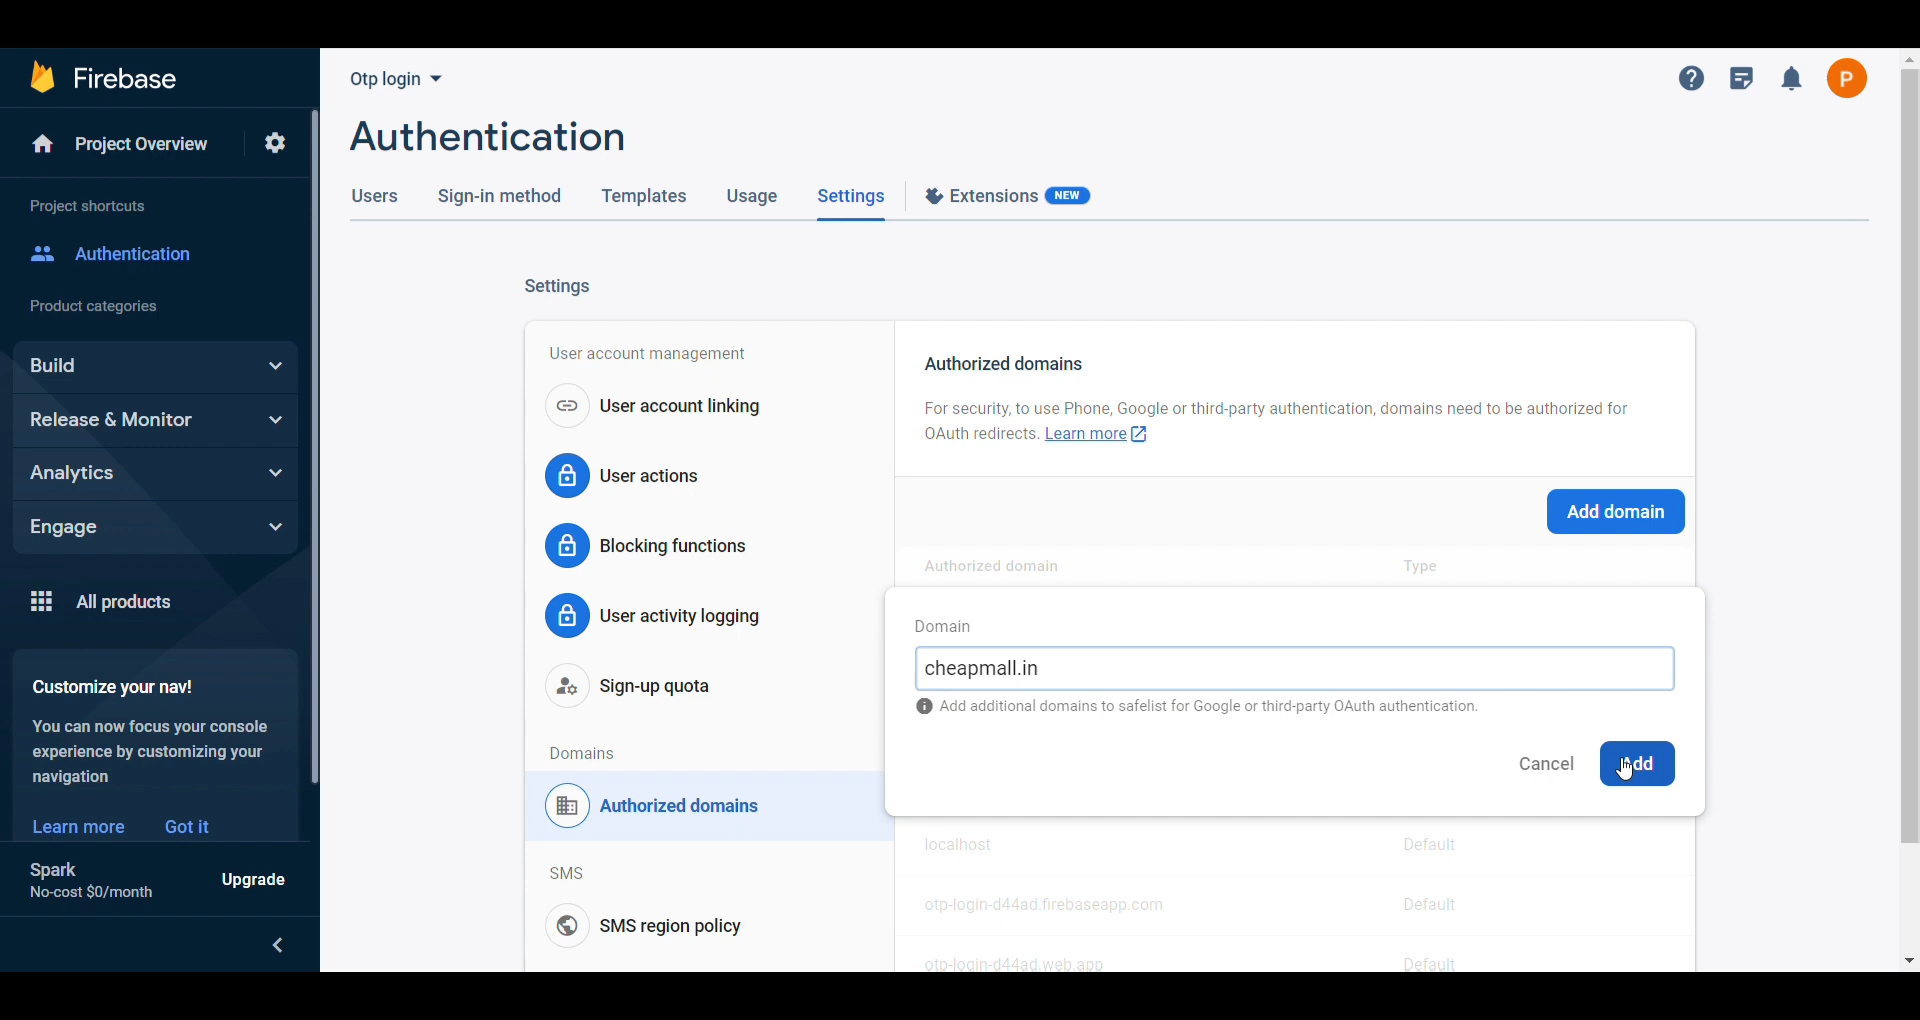 Firebase
Otp login
P
Project Overview
Authentication
Project shortcuts
Users Sign-in method Templates Usage Settings Extensions NEW
Authentication
Product categories
Settings
Build
Release & Monitor
Analytics
Engage
All products
Customize your nav!
You can now focus your console
experience by customizing your
navigation
Learn more Got it
Spark
No-cost $0/month
Upgrade
User account management
User account linking
User actions
Blocking functions
User activity logging
Sign-up quota
Domains
Authorized domains
SMS
SMS region policy
Authorized domains
For security, to use Phone, Google or third-party authentication, domains need to be authorized for
OAuth redirects. Learn more
Add domain
Authorized domain Type
Domain
cheapmall.in
Add additional domains to safelist for Google or third-party OAuth authentication.
Cancel Add
localhost Default
otp-login-d44ad.firebaseapp.com Default
otp-login-d44ad.web.app Default